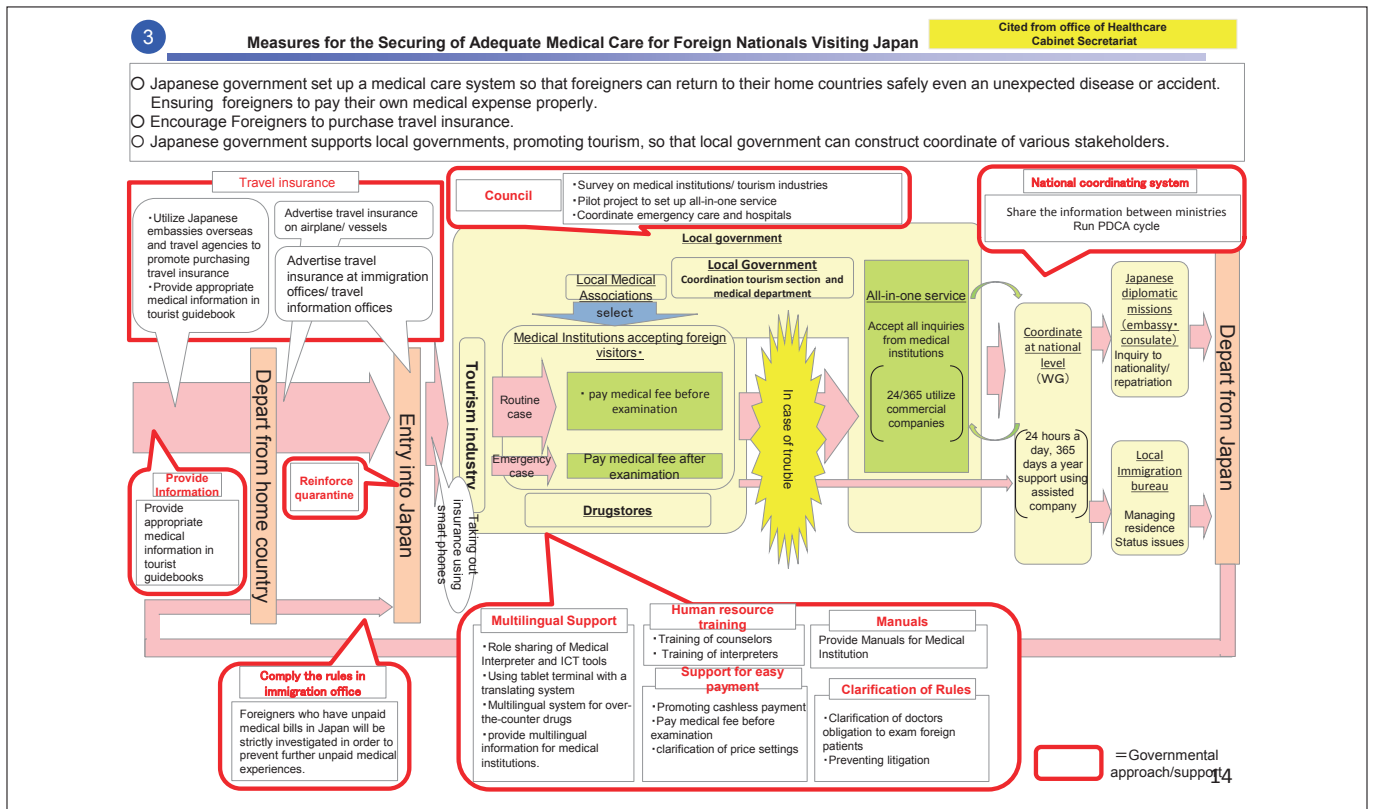 3
Measures for the Securing of Adequate Medical Care for Foreign Nationals Visiting Japan
Cited from office of Healthcare
Cabinet Secretariat
○ Japanese government set up a medical care system so that foreigners can return to their home countries safely even an unexpected disease or accident.
Ensuring foreigners to pay their own medical expense properly.
○ Encourage Foreigners to purchase travel insurance.
○ Japanese government supports local governments, promoting tourism, so that local government can construct coordinate of various stakeholders.
Travel insurance
・Utilize Japanese
embassies overseas
and travel agencies to
promote purchasing
travel insurance
・Provide appropriate
medical information in
tourist guidebook
Advertise travel insurance
on airplane/ vessels
Advertise travel
insurance at immigration
offices/ travel
information offices
Council
・Survey on medical institutions/ tourism industries
・Pilot project to set up all-in-one service
・Coordinate emergency care and hospitals
National coordinating system
Share the information between ministries
Run PDCA cycle
Local government
Local Government
Coordination tourism section and
medical department
Local Medical
Associations
select
Medical Institutions accepting foreign
visitors・
Tourism industry
Routine
case
・pay medical fee before
examination
Emergency
case
Pay medical fee after
exanimation
Drugstores
In case of trouble
All-in-one service
Accept all inquiries
from medical
institutions
24/365 utilize
commercial
companies
Coordinate
at national
level
(WG)
24 hours a
day, 365
days a year
support using
assisted
company
Japanese
diplomatic
missions
(embassy・
consulate)
Inquiry to
nationality/
repatriation
Local
Immigration
bureau
Managing
residence
Status issues
Depart from Japan
Depart from home country
Entry into Japan
Taking out
insurance using
smart phones
Provide
Information
Provide
appropriate
medical
information in
tourist
guidebooks
Reinforce
quarantine
Comply the rules in
immigration office
Foreigners who have unpaid
medical bills in Japan will be
strictly investigated in order to
prevent further unpaid medical
experiences.
Multilingual Support
・Role sharing of Medical
Interpreter and ICT tools
・Using tablet terminal with a
translating system
・Multilingual system for over-
the-counter drugs
・provide multilingual
information for medical
institutions.
Human resource
training
・Training of counselors
・ Training of interpreters
Support for easy
payment
・Promoting cashless payment
・Pay medical fee before
examination
・clarification of price settings
Manuals
Provide Manuals for Medical
Institution
Clarification of Rules
・Clarification of doctors
obligation to exam foreign
patients
・Preventing litigation
＝Governmental
approach/support
14